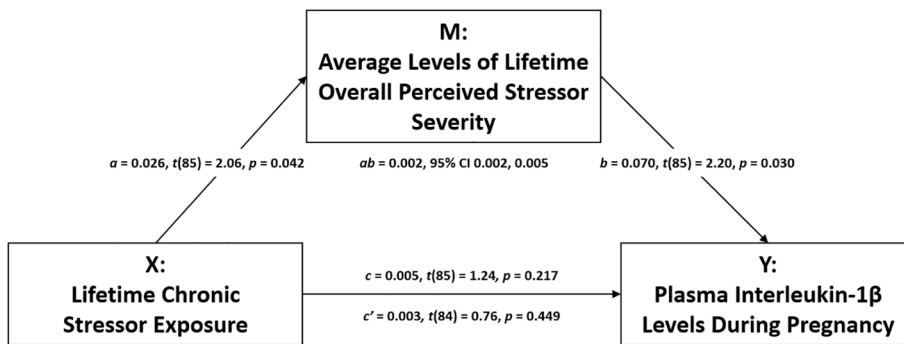 M:
Average Levels of Lifetime
Overall Perceived Stressor
Severity
a = 0.026, t(85) = 2.06, p = 0.042
ab = 0.002, 95% CI 0.002, 0.005
b = 0.070, t(85) = 2.20, p = 0.030
X:
Lifetime Chronic
Stressor Exposure
c = 0.005, t(85) = 1.24, p = 0.217
c’ = 0.003, t(84) = 0.76, p = 0.449
Y:
Plasma Interleukin-1β
Levels During Pregnancy